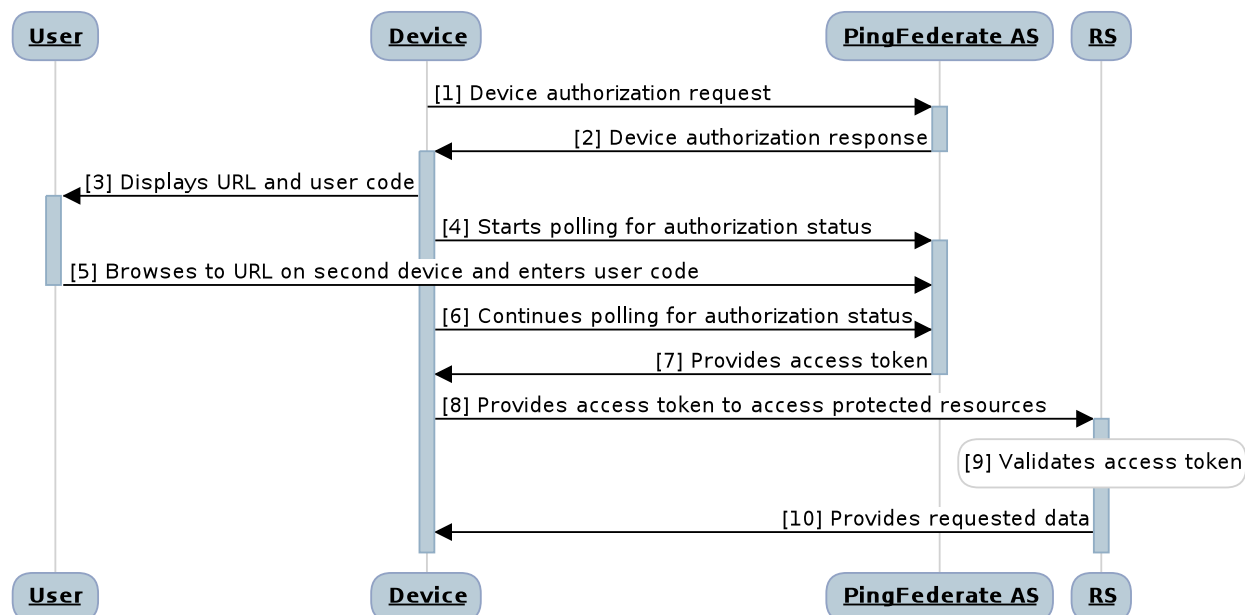 User Device PingFederate AS RS
[1] Device authorization request
[2] Device authorization response
[3] Displays URL and user code
[4] Starts polling for authorization status
[5] Browses to URL on second device and enters user code
[6] Continues polling for authorization status
[7] Provides access token
[8] Provides access token to access protected resources
[9] Validates access token
[10] Provides requested data
User Device PingFederate AS RS